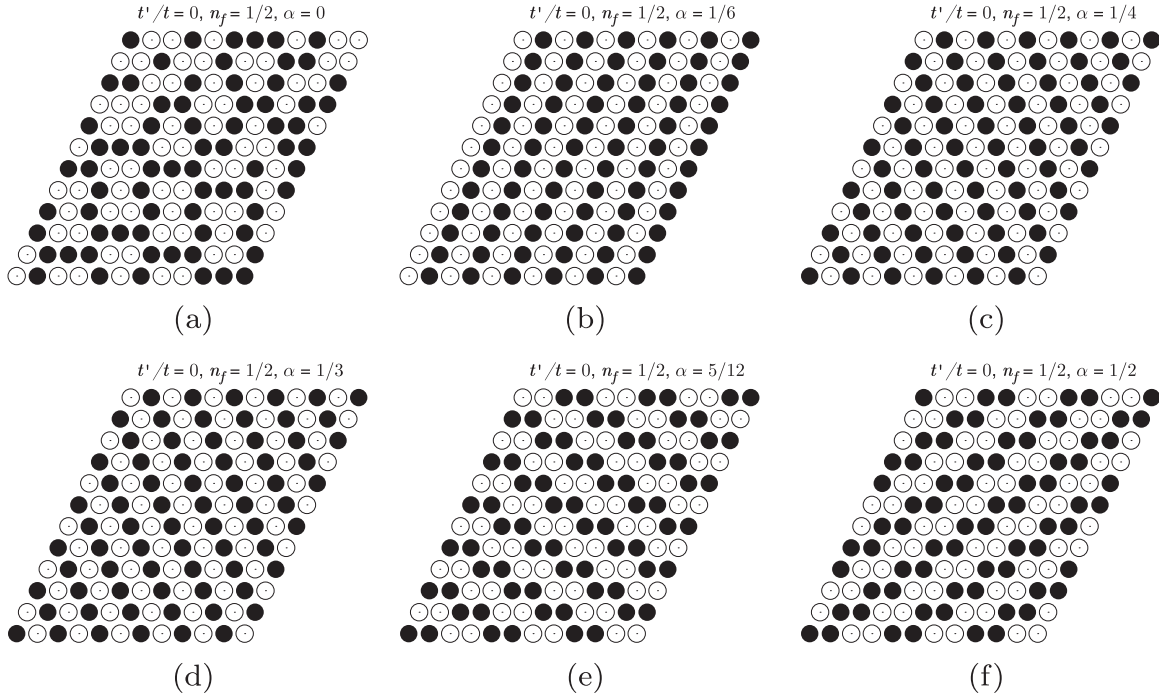 t'/t = 0, n_f = 1/2, α = 0
t'/t = 0, n_f = 1/2, α = 1/6
t'/t = 0, n_f = 1/2, α = 1/4
(a)
(b)
(c)
t'/t = 0, n_f = 1/2, α = 1/3
t'/t = 0, n_f = 1/2, α = 5/12
t'/t = 0, n_f = 1/2, α = 1/2
(d)
(e)
(f)